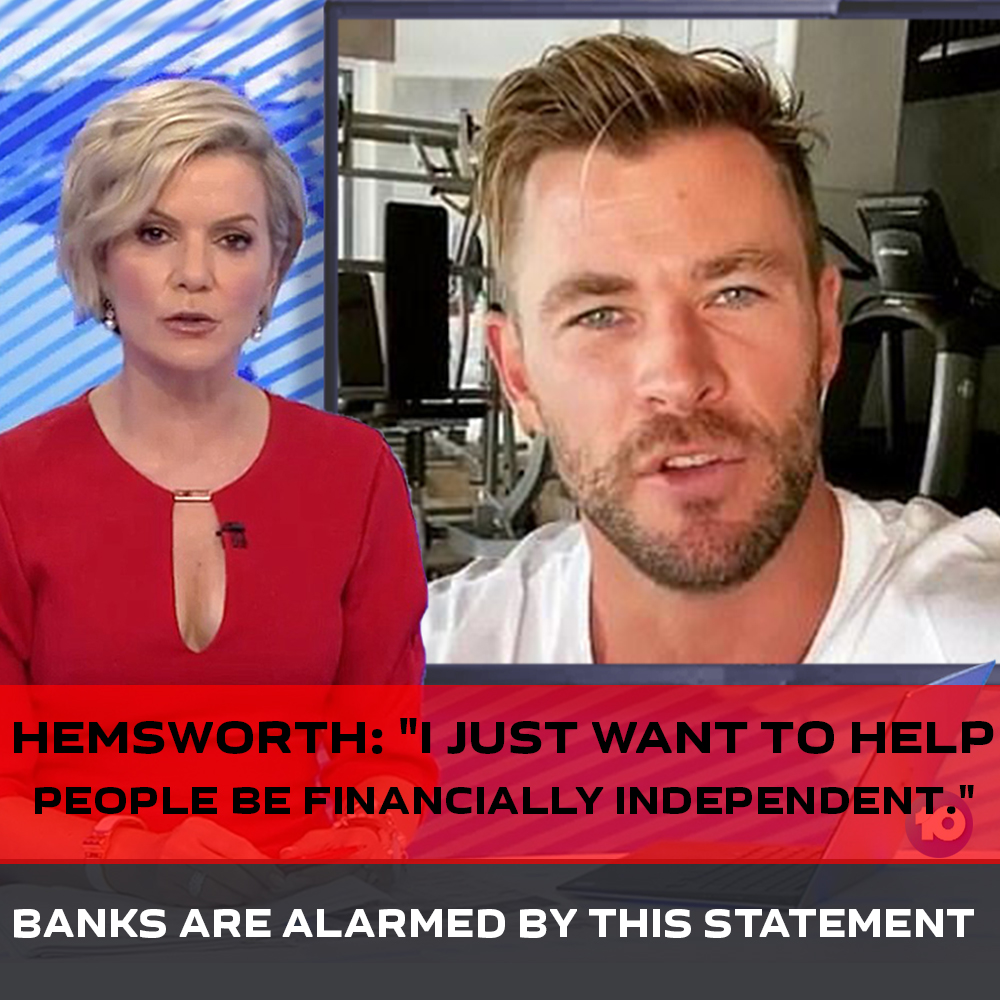 HEMSWORTH: "I JUST WANT TO HELP
PEOPLE BE FINANCIALLY INDEPENDENT."
10
BANKS ARE ALARMED BY THIS STATEMENT